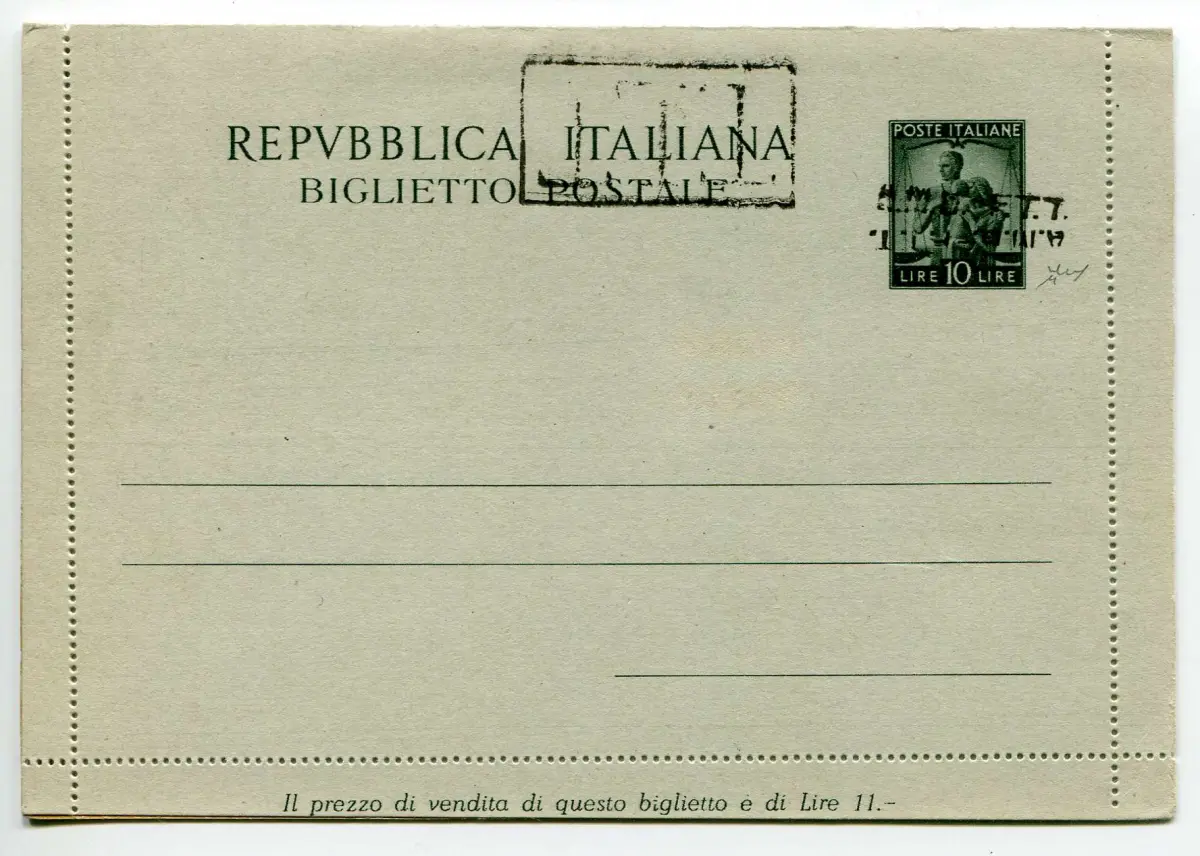 REPVBBLICA ITALIANA
BIGLIETTO POSTALE
POSTE ITALIANE
LIRE 10 LIRE
Il prezzo di vendita di questo biglietto è di Lire 11.-